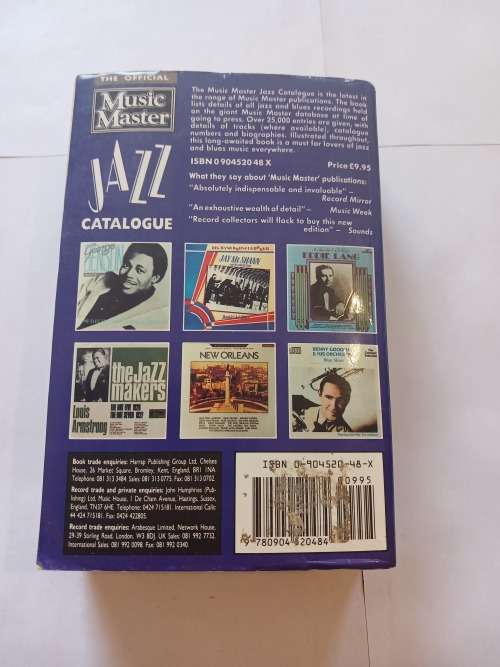 THE OFFICIAL
Music
Master
JAZZ
CATALOGUE
The Music Master Jazz Catalogue is the latest in
the range of Music Master publications. The book
lists details of all jazz and blues recordings held
on the giant Music Master database at time of
going to press. Over 25,000 entries are given, with
details of tracks (where available), catalogue
numbers and biographies. Illustrated throughout,
this long-awaited book is a must for lovers of jazz
and blues music everywhere.
ISBN 0 90452048 X Price £9.95
What they say about 'Music Master' publications:
"Absolutely indispensable and invaluable" –
Record Mirror
"An exhaustive wealth of detail" – Music Week
"Record collectors will flock to buy this new
edition" – Sounds
George
BENSON
JAY McSHANN
EDDIE LANG
the JAZZ
makers
Louis
Armstrong
NEW ORLEANS
BENNY GOODMAN
& HIS ORCHESTRA
Book trade enquiries: Harrap Publishing Group Ltd, Chelsea
House, 26 Market Square, Bromley, Kent, England, BR1 1NA
Telephone 081 313 3484 Sales: 081 313 0775 Fax: 081 313 0702
Record trade and private enquiries: John Humphries (Pub-
lishing) Ltd. Music House, 1 De Cham Avenue, Hastings, Sussex,
England, TN37 6HE Telephone: 0424 715181. International Calls:
44 424 715181. Fax: 0424 422805.
Record trade enquiries: Arabesque Limited, Network House,
29-39 Stirling Road, London, W3 8DJ. UK Sales: 081 992 7732.
International Sales: 081 992 0098 Fax: 081 992 0340.
ISBN 0-904520-48-X
00995
9780904520484